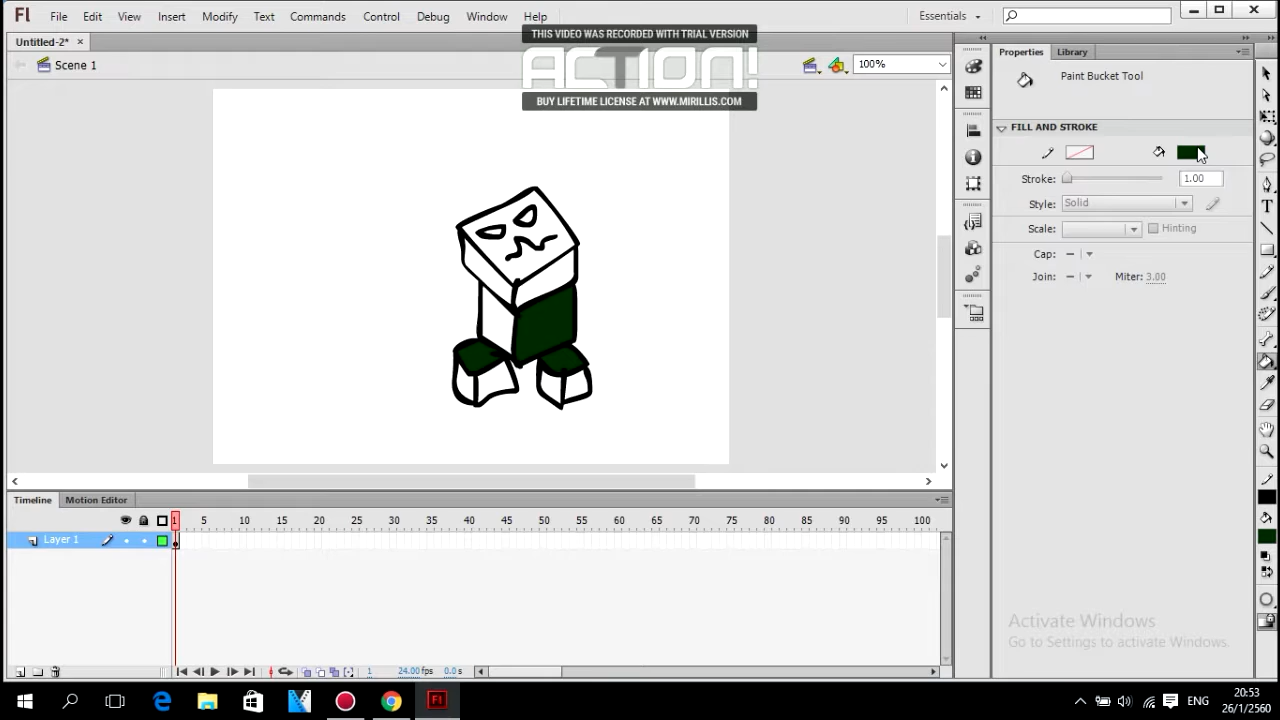 Fl File Edit View Insert Modify Text Commands Control Debug Window Help Essentials
THIS VIDEO WAS RECORDED WITH TRIAL VERSION
ACTION!
BUY LIFETIME LICENSE AT WWW.MIRILLIS.COM
Untitled-2*
Scene 1 100%
Properties Library
Paint Bucket Tool
FILL AND STROKE
Stroke: 1.00
Style: Solid
Scale: Hinting
Cap:
Join: Miter: 3.00
Timeline Motion Editor
1 5 10 15 20 25 30 35 40 45 50 55 60 65 70 75 80 85 90 95 100
Layer 1
1 24.00 fps 0.0 s
Activate Windows
Go to Settings to activate Windows.
Fl
ENG
20:53
26/1/2560